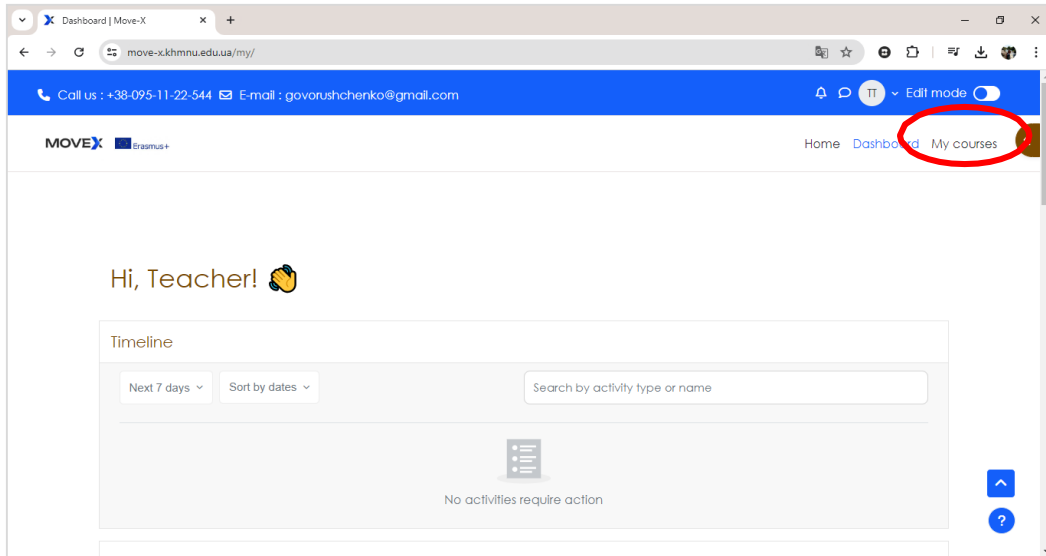 Dashboard | Move-X
move-x.khmnu.edu.ua/my/
Call us : +38-095-11-22-544 E-mail : govorushchenko@gmail.com
TT
Edit mode
MOVEX Erasmus+
Home Dashboard My courses
Hi, Teacher!
Timeline
Next 7 days Sort by dates Search by activity type or name
No activities require action
?